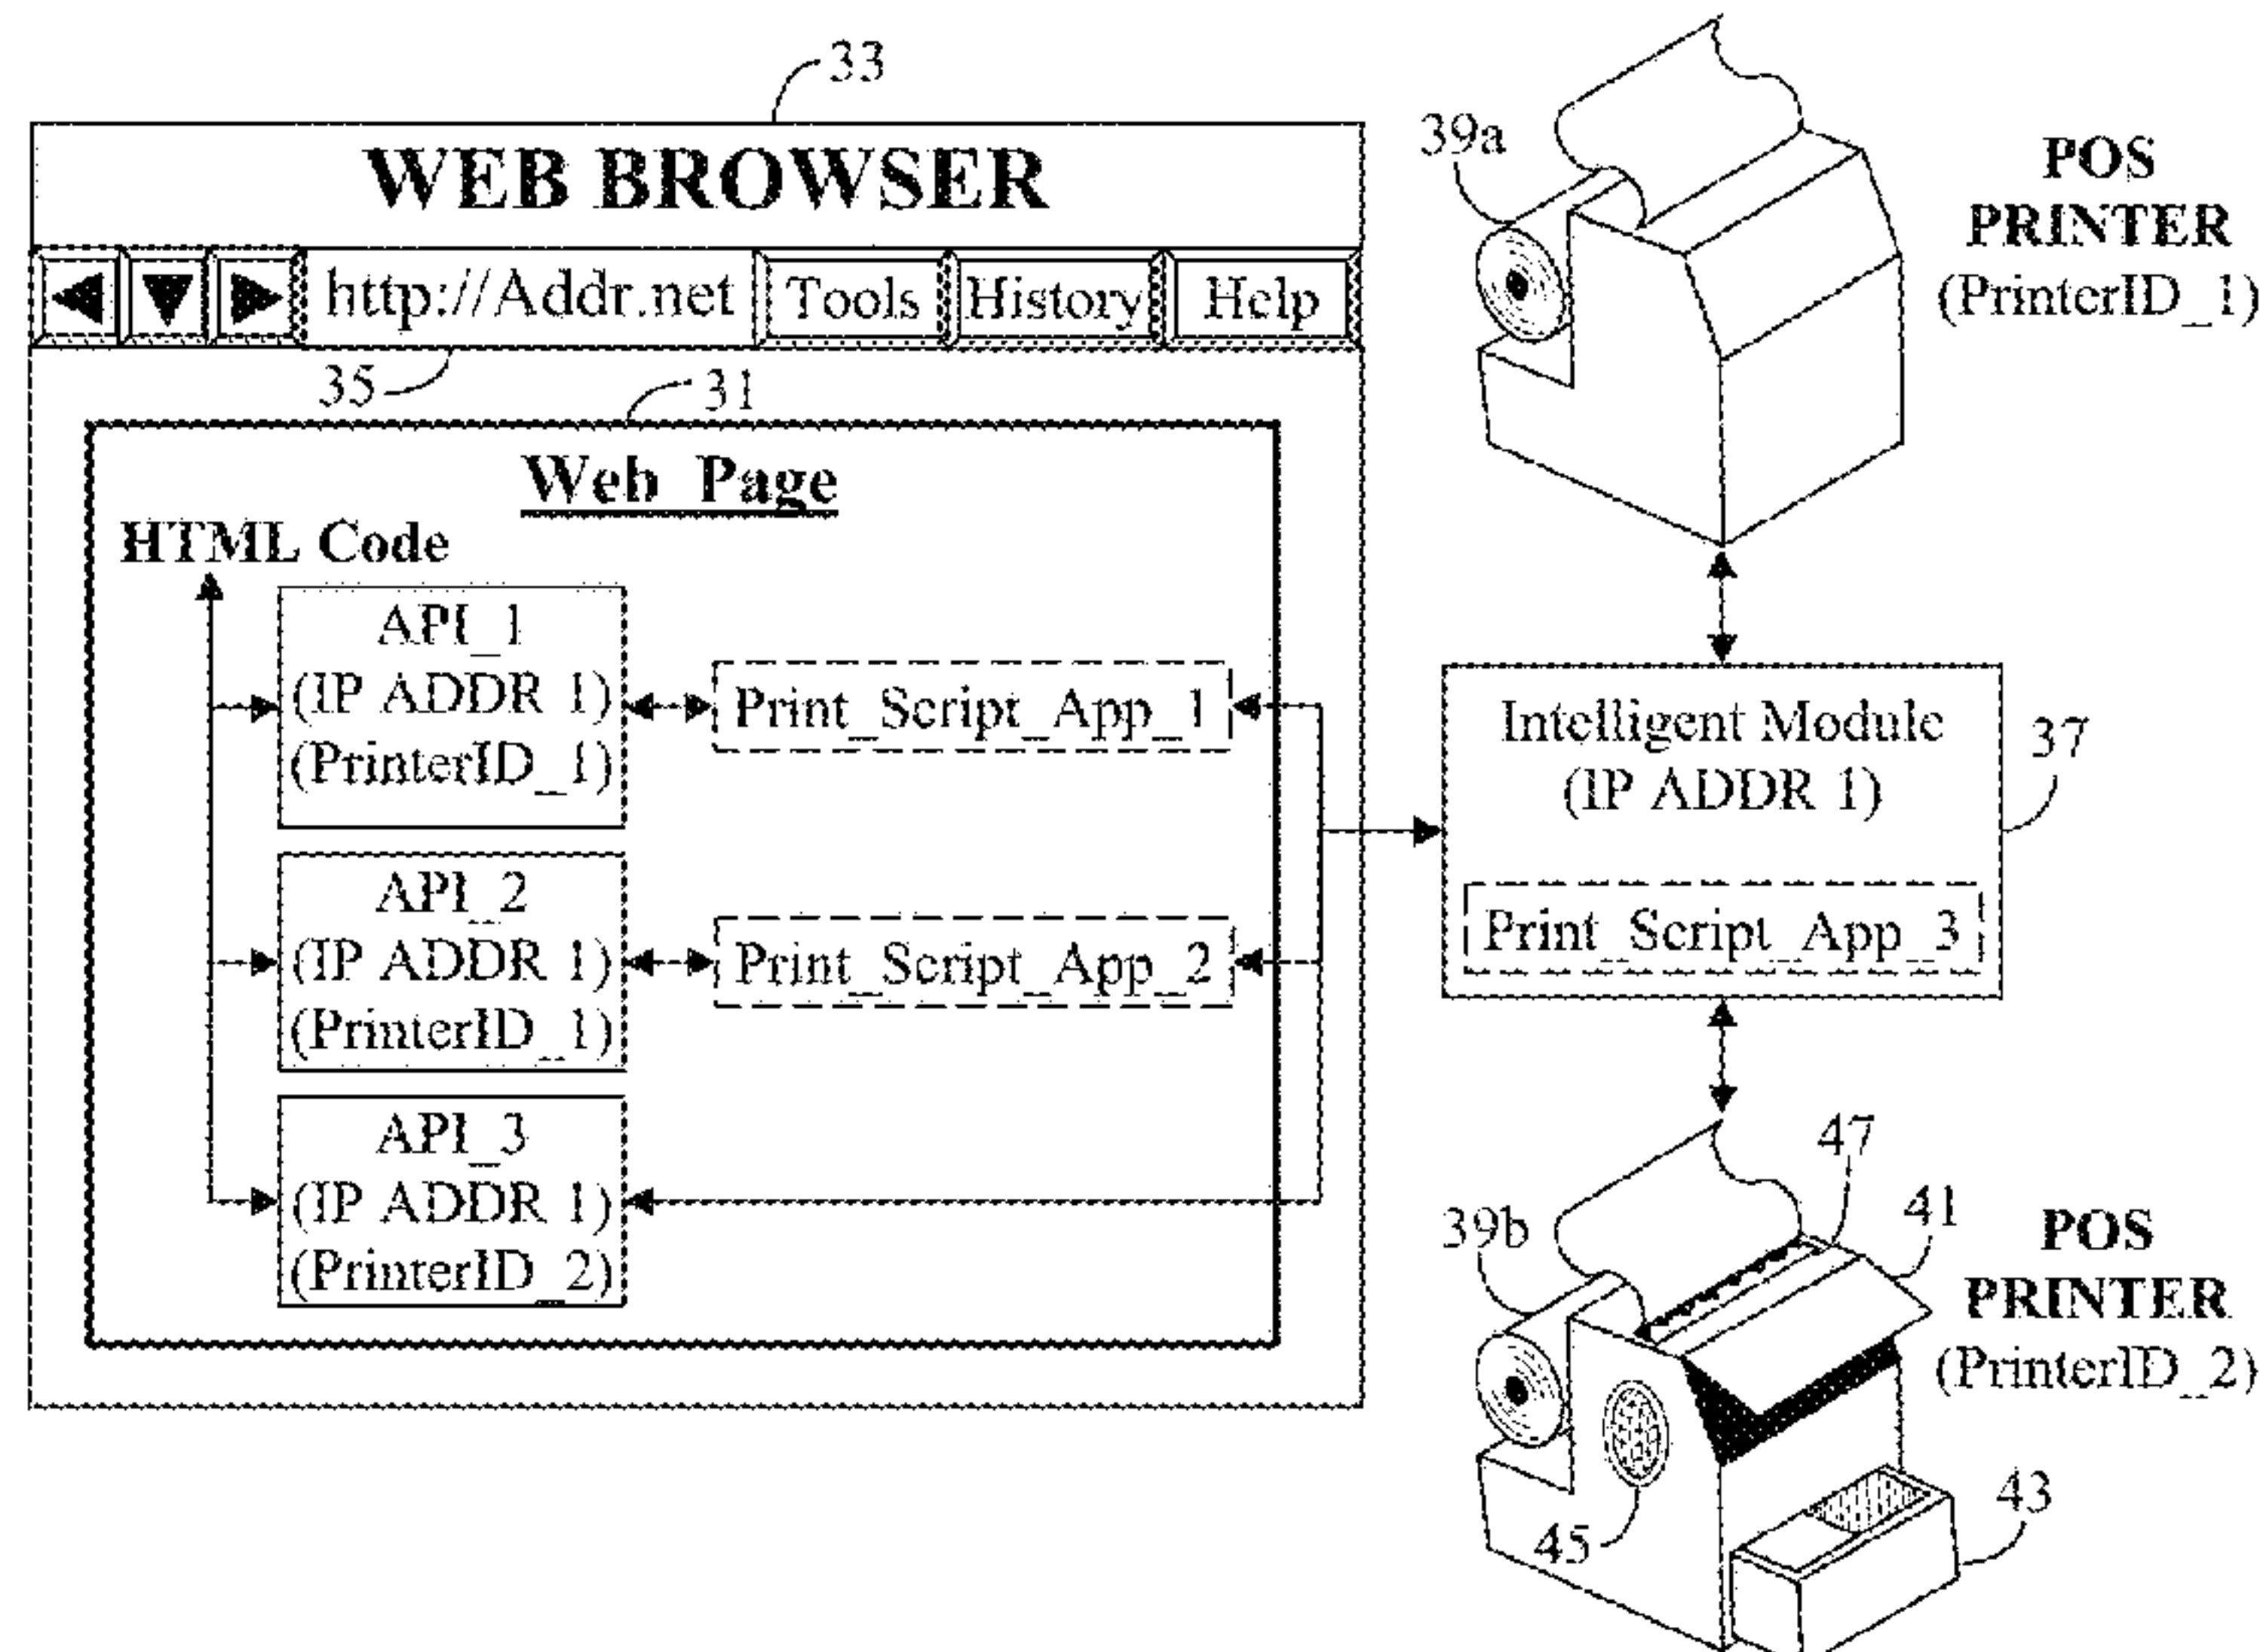 33
WEB BROWSER
http://Addr.net Tools History Help
35
31
Web Page
HTML Code
API_1
(IP ADDR 1)
(PrinterID_1)
Print_Script_App_1
API_2
(IP ADDR 1)
(PrinterID_1)
Print_Script_App_2
API_3
(IP ADDR 1)
(PrinterID_2)
39a
POS
PRINTER
(PrinterID_1)
Intelligent Module
(IP ADDR 1)
Print_Script_App_3
37
47
41
39b
POS
PRINTER
(PrinterID_2)
45
43